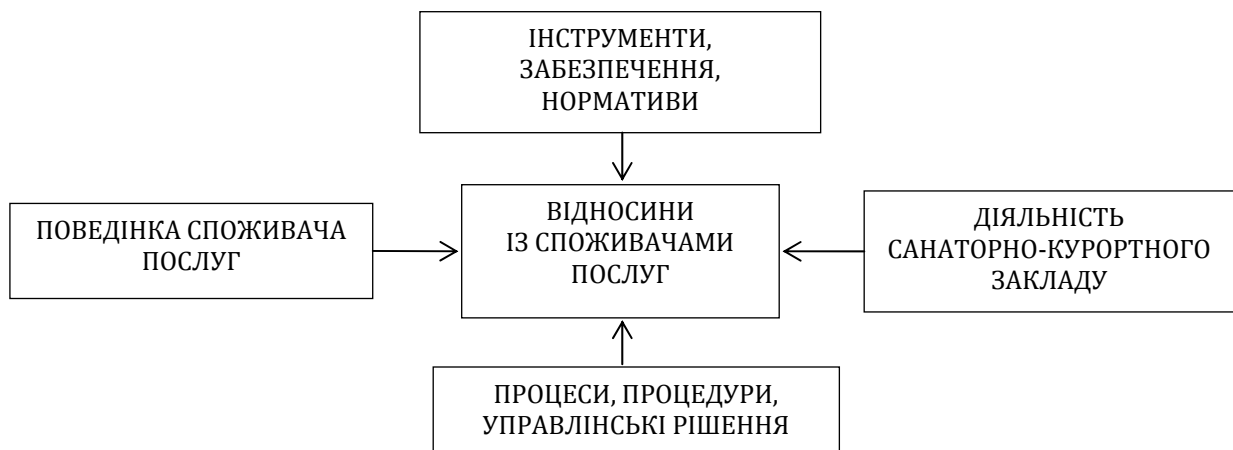 ІНСТРУМЕНТИ,
ЗАБЕЗПЕЧЕННЯ,
НОРМАТИВИ
ПОВЕДІНКА СПОЖИВАЧА
ПОСЛУГ
ВІДНОСИНИ
ІЗ СПОЖИВАЧАМИ
ПОСЛУГ
ДІЯЛЬНІСТЬ
САНАТОРНО-КУРОРТНОГО
ЗАКЛАДУ
ПРОЦЕСИ, ПРОЦЕДУРИ,
УПРАВЛІНСЬКІ РІШЕННЯ